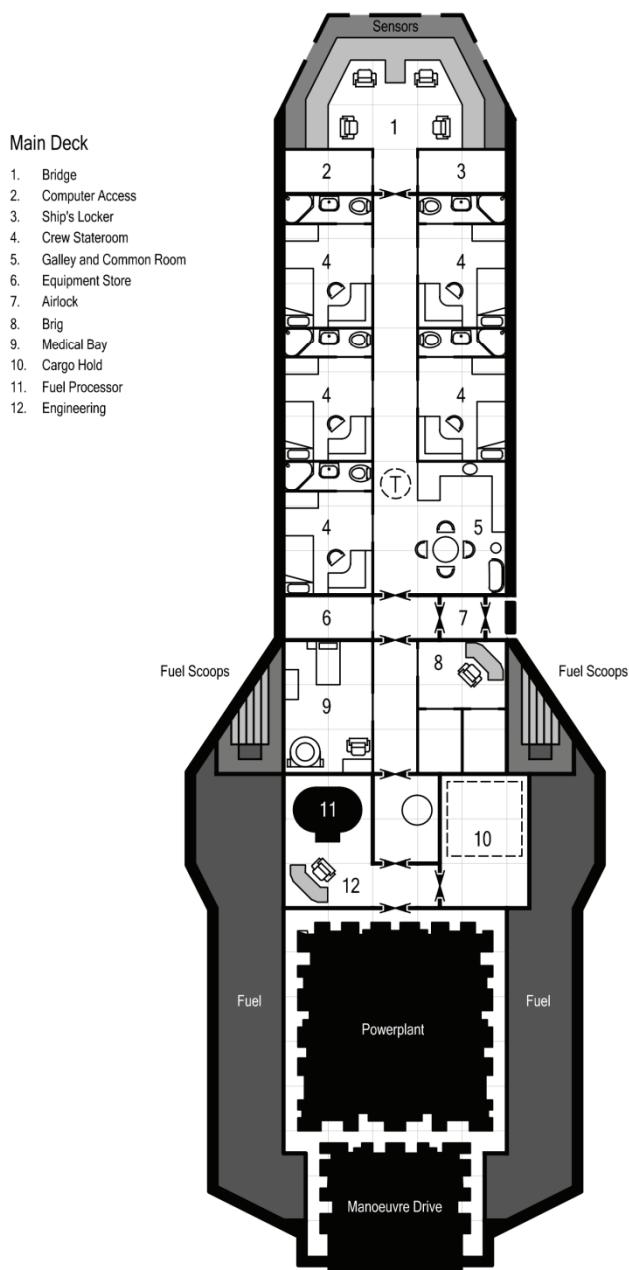 Sensors
1
Main Deck
1. Bridge
2. Computer Access
3. Ship's Locker
4. Crew Stateroom
5. Galley and Common Room
6. Equipment Store
7. Airlock
8. Brig
9. Medical Bay
10. Cargo Hold
11. Fuel Processor
12. Engineering
2 3
4 4
4 4
T
4 5
6 7
8
Fuel Scoops Fuel Scoops
9
11
10
12
Fuel Fuel
Powerplant
Manoeuvre Drive